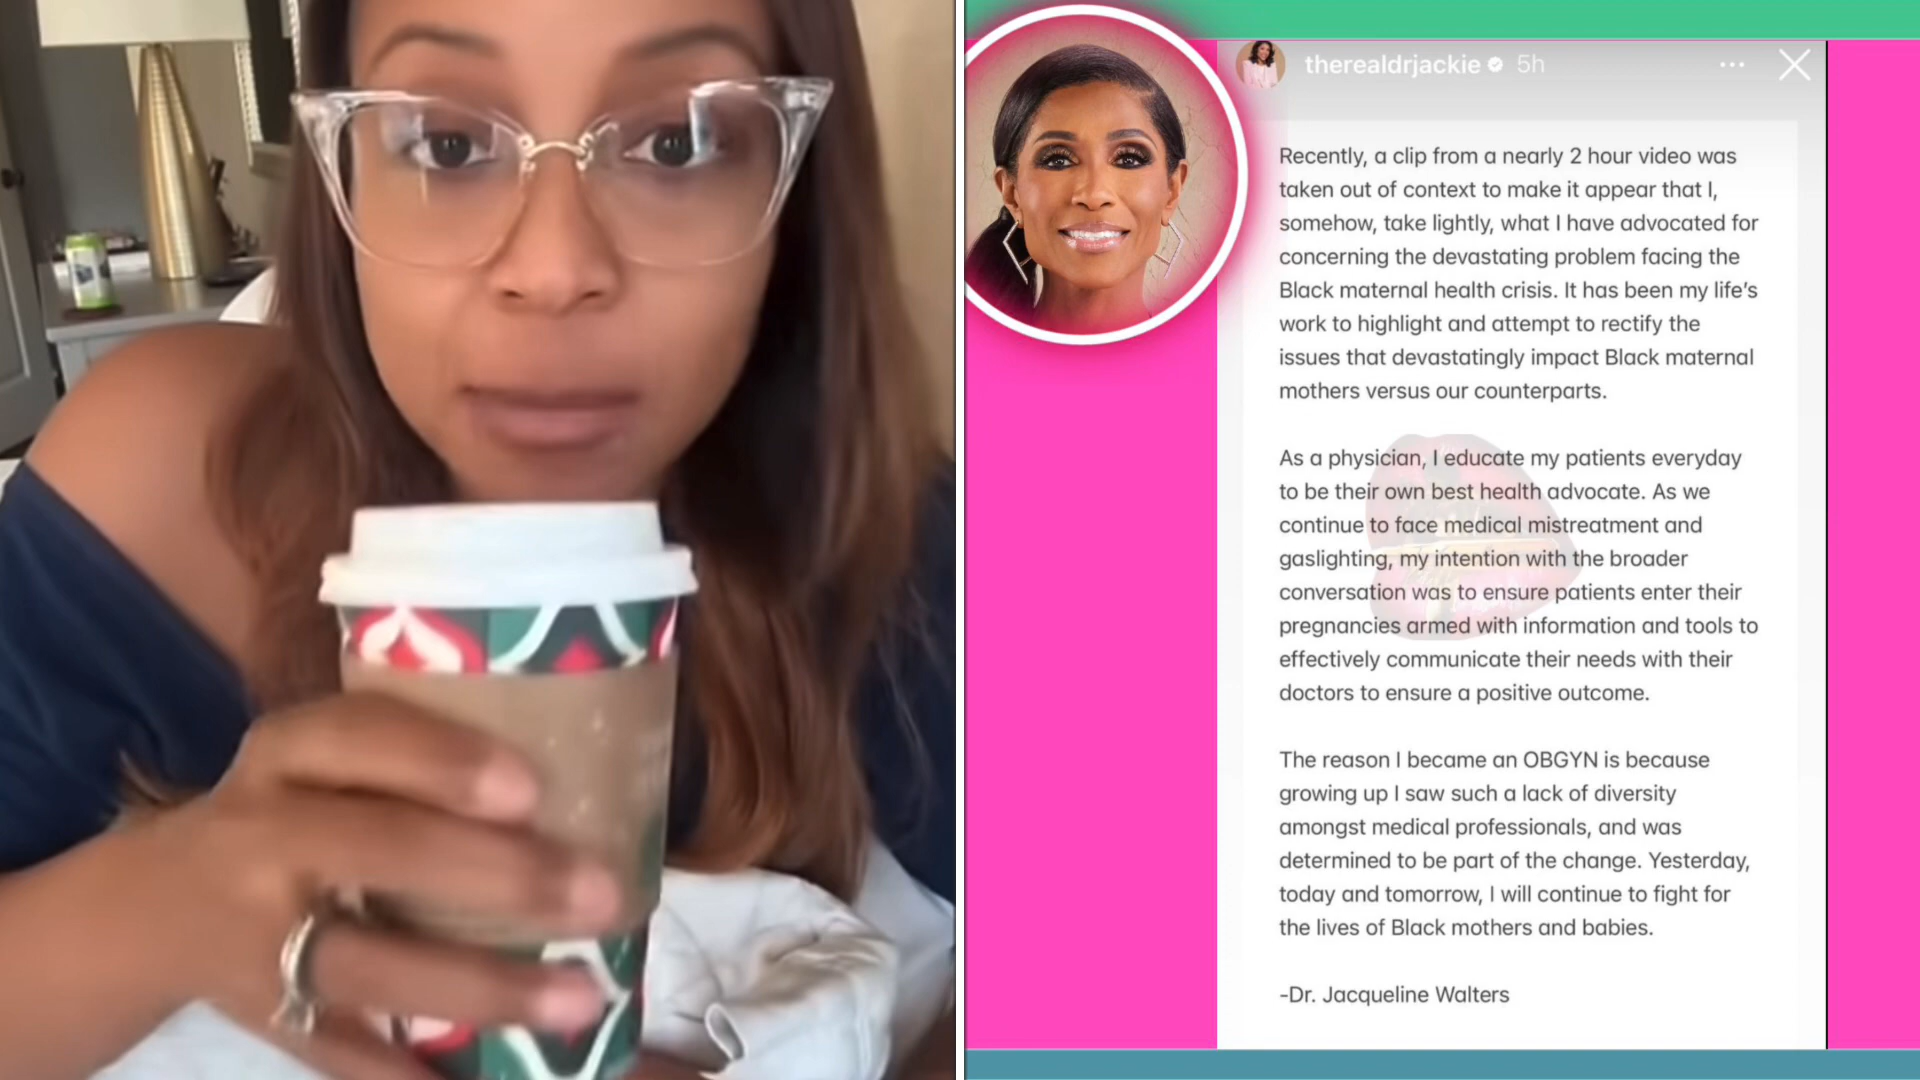 therealdrjackie 5h
Recently, a clip from a nearly 2 hour video was
taken out of context to make it appear that I,
somehow, take lightly, what I have advocated for
concerning the devastating problem facing the
Black maternal health crisis. It has been my life’s
work to highlight and attempt to rectify the
issues that devastatingly impact Black maternal
mothers versus our counterparts.
As a physician, I educate my patients everyday
to be their own best health advocate. As we
continue to face medical mistreatment and
gaslighting, my intention with the broader
conversation was to ensure patients enter their
pregnancies armed with information and tools to
effectively communicate their needs with their
doctors to ensure a positive outcome.
The reason I became an OBGYN is because
growing up I saw such a lack of diversity
amongst medical professionals, and was
determined to be part of the change. Yesterday,
today and tomorrow, I will continue to fight for
the lives of Black mothers and babies.
-Dr. Jacqueline Walters